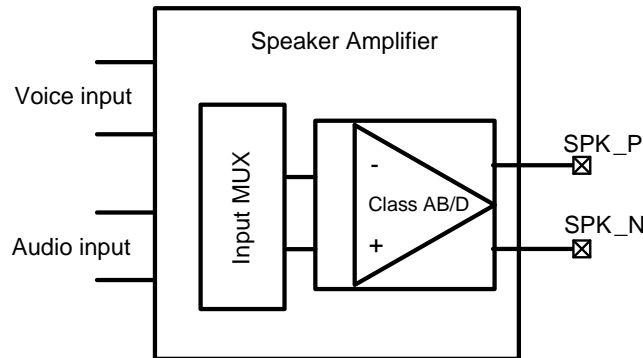 Speaker Amplifier
Voice input
Audio input
Input MUX
-
Class AB/D
+
SPK_P
SPK_N